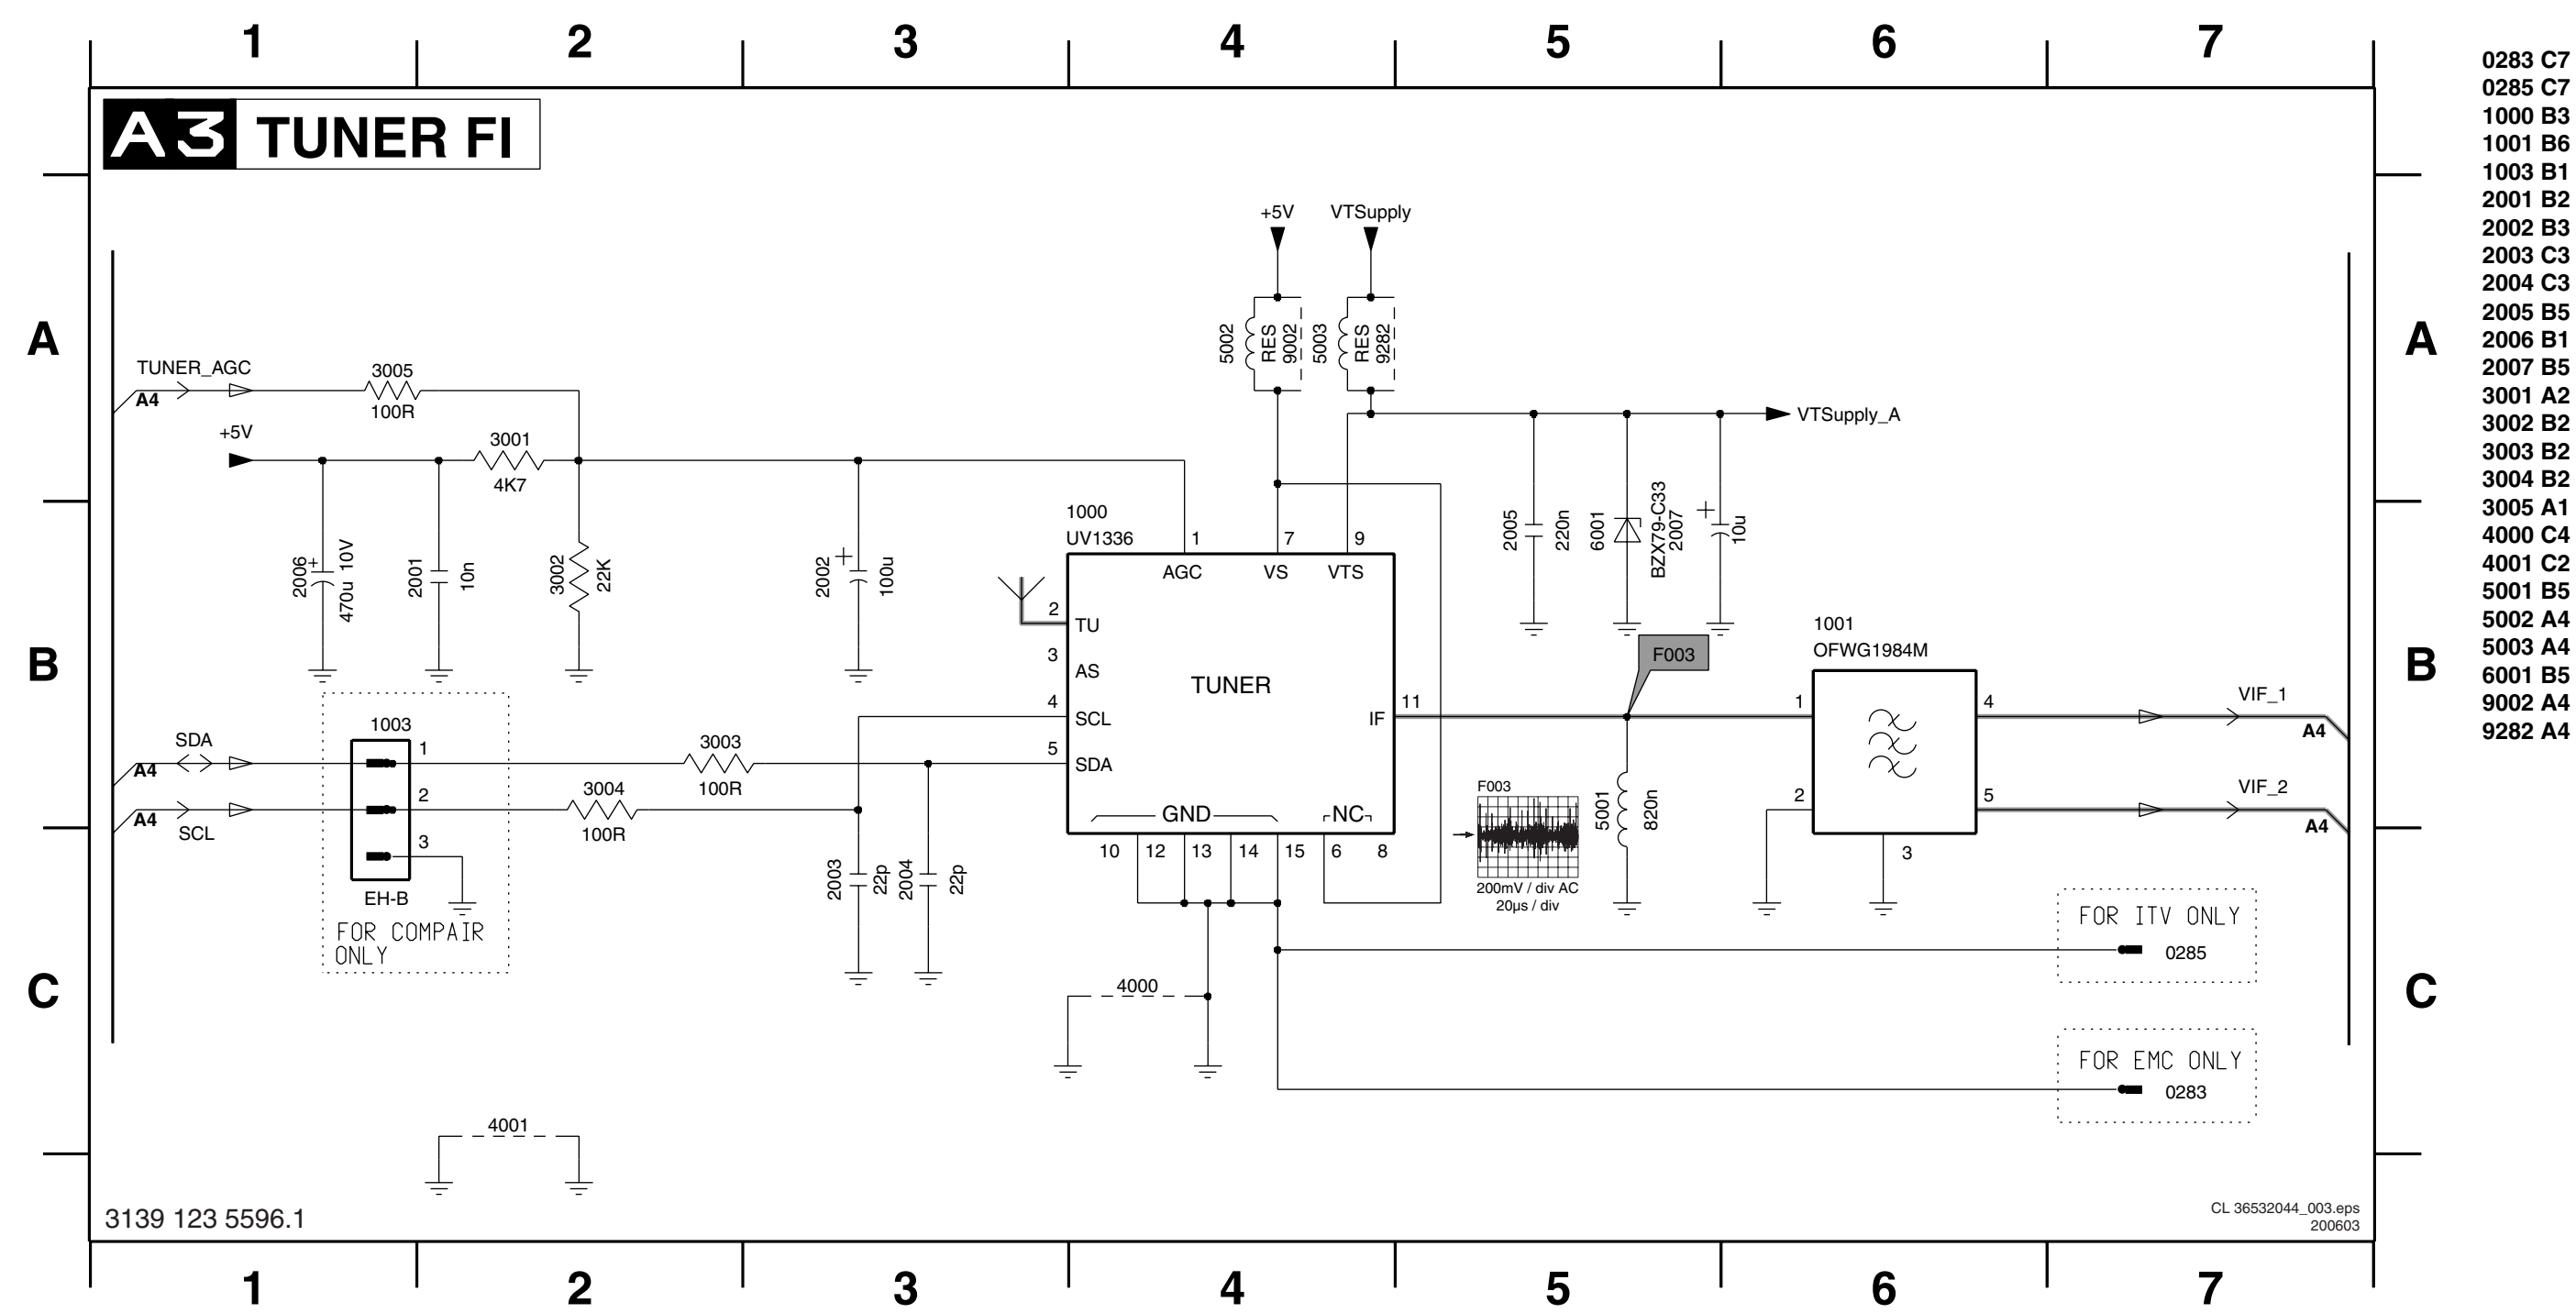 1 2 3 4 5 6 7
A3 TUNER FI
+5V VTSupply
5002 RES 9002 5003 RES 9282
A A
TUNER_AGC
A4
3005
100R
+5V
3001
4K7
VTSupply_A
2006 + 470u 10V
2001 10n
3002 22K
2002 + 100u
1000
UV1336
1 7 9
AGC VS VTS
2 TU
3 AS
4 SCL
5 SDA
TUNER
11 IF
GND NC
10 12 13 14 15 6 8
2005 220n
6001 BZX79-C33
2007 + 10u
F003
1001
OFWG1984M
1 4
2 5
3
B B
VIF_1
A4
VIF_2
A4
SDA
A4
SCL
A4
1003
1
2
3
EH-B
FOR COMPAIR
ONLY
3003
100R
3004
100R
2003 22p
2004 22p
F003
200mV / div AC
20µs / div
5001 820n
C C
4000
FOR ITV ONLY
0285
FOR EMC ONLY
0283
4001
3139 123 5596.1
CL 36532044_003.eps
200603
1 2 3 4 5 6 7
0283 C7
0285 C7
1000 B3
1001 B6
1003 B1
2001 B2
2002 B3
2003 C3
2004 C3
2005 B5
2006 B1
2007 B5
3001 A2
3002 B2
3003 B2
3004 B2
3005 A1
4000 C4
4001 C2
5001 B5
5002 A4
5003 A4
6001 B5
9002 A4
9282 A4